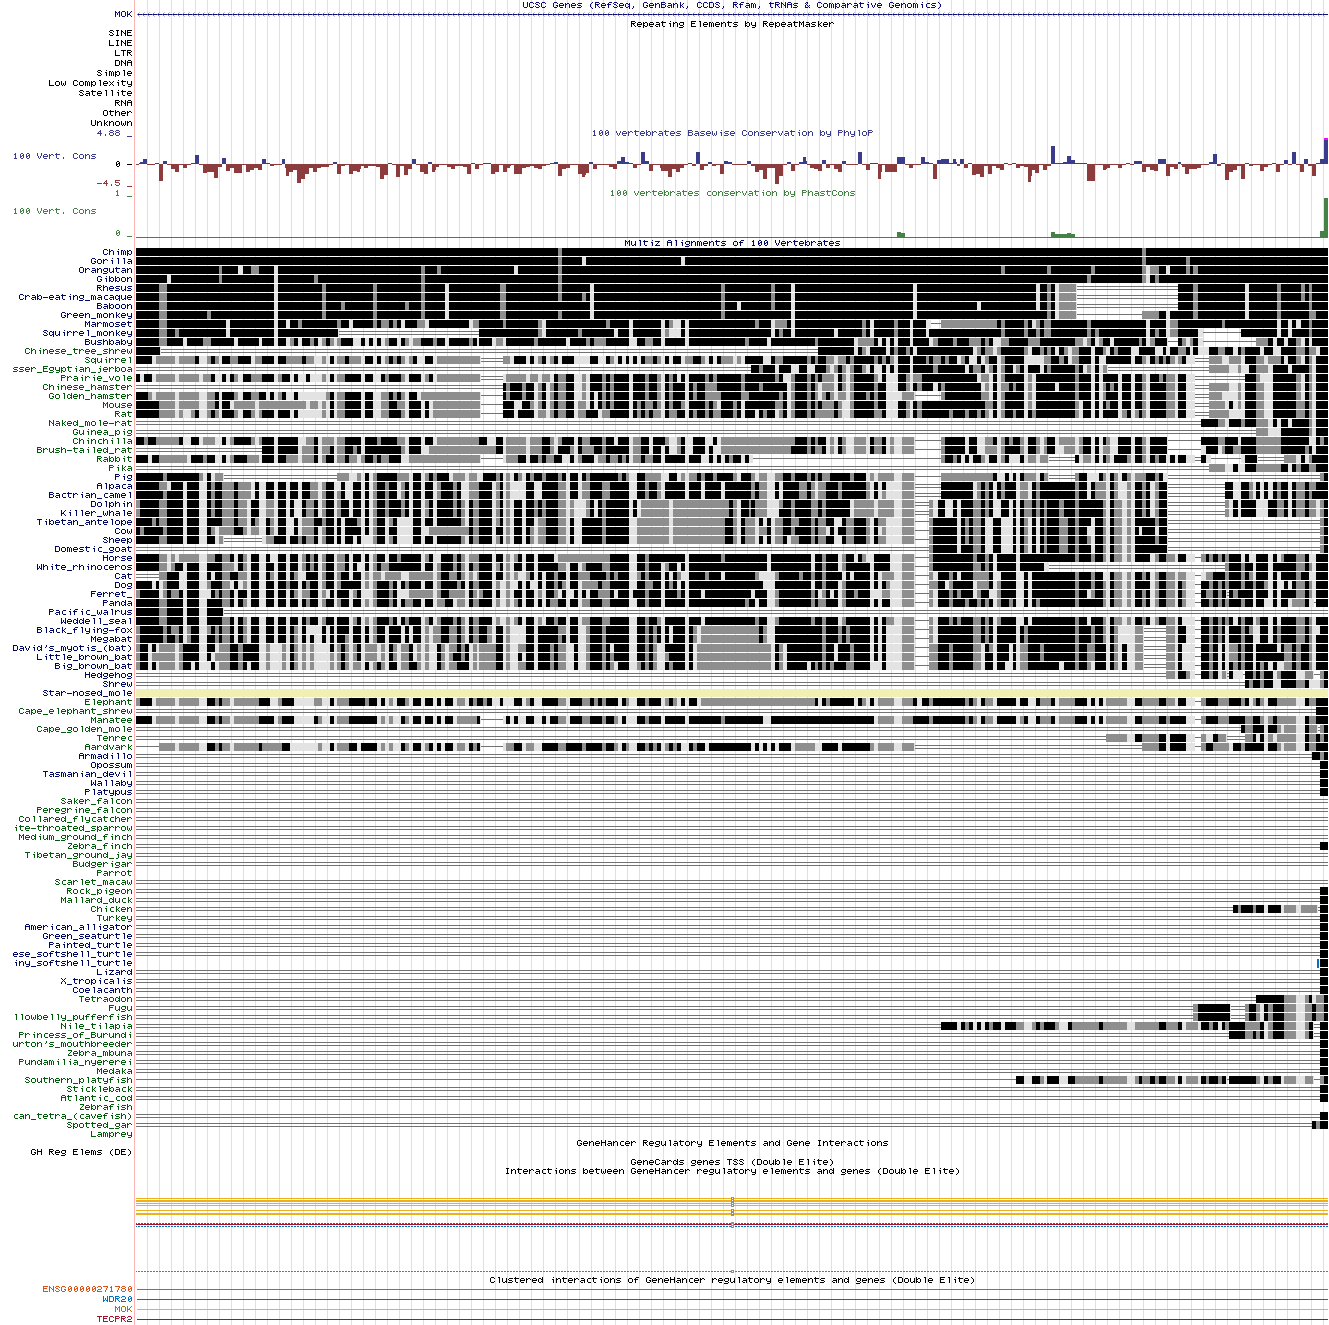 UCSC Genes (RefSeq, GenBank, CCDS, Rfam, tRNAs & Comparative Genomics)
MOK
Repeating Elements by RepeatMasker
SINE
LINE
LTR
DNA
Simple
Low Complexity
Satellite
RNA
Other
Unknown
4.88 _
100 vertebrates Basewise Conservation by PhyloP
100 Vert. Cons
0 -
-4.5 _
1 _
100 vertebrates conservation by PhastCons
100 Vert. Cons
0 _
Multiz Alignments of 100 Vertebrates
Chimp
Gorilla
Orangutan
Gibbon
Rhesus
Crab-eating_macaque
Baboon
Green_monkey
Marmoset
Squirrel_monkey
Bushbaby
Chinese_tree_shrew
Squirrel
sser_Egyptian_jerboa
Prairie_vole
Chinese_hamster
Golden_hamster
Mouse
Rat
Naked_mole-rat
Guinea_pig
Chinchilla
Brush-tailed_rat
Rabbit
Pika
Pig
Alpaca
Bactrian_camel
Dolphin
Killer_whale
Tibetan_antelope
Cow
Sheep
Domestic_goat
Horse
White_rhinoceros
Cat
Dog
Ferret_
Panda
Pacific_walrus
Weddell_seal
Black_flying-fox
Megabat
David's_myotis_(bat)
Little_brown_bat
Big_brown_bat
Hedgehog
Shrew
Star-nosed_mole
Elephant
Cape_elephant_shrew
Manatee
Cape_golden_mole
Tenrec
Aardvark
Armadillo
Opossum
Tasmanian_devil
Wallaby
Platypus
Saker_falcon
Peregrine_falcon
Collared_flycatcher
ite-throated_sparrow
Medium_ground_finch
Zebra_finch
Tibetan_ground_jay
Budgerigar
Parrot
Scarlet_macaw
Rock_pigeon
Mallard_duck
Chicken
Turkey
American_alligator
Green_seaturtle
Painted_turtle
ese_softshell_turtle
iny_softshell_turtle
Lizard
X_tropicalis
Coelacanth
Tetraodon
Fugu
llowbelly_pufferfish
Nile_tilapia
Princess_of_Burundi
urton's_mouthbreeder
Zebra_mbuna
Pundamilia_nyererei
Medaka
Southern_platyfish
Stickleback
Atlantic_cod
Zebrafish
can_tetra_(cavefish)
Spotted_gar
Lamprey
GeneHancer Regulatory Elements and Gene Interactions
GH Reg Elems (DE)
GeneCards genes TSS (Double Elite)
Interactions between GeneHancer regulatory elements and genes (Double Elite)
Clustered interactions of GeneHancer regulatory elements and genes (Double Elite)
ENSG00000271780
WDR20
MOK
TECPR2